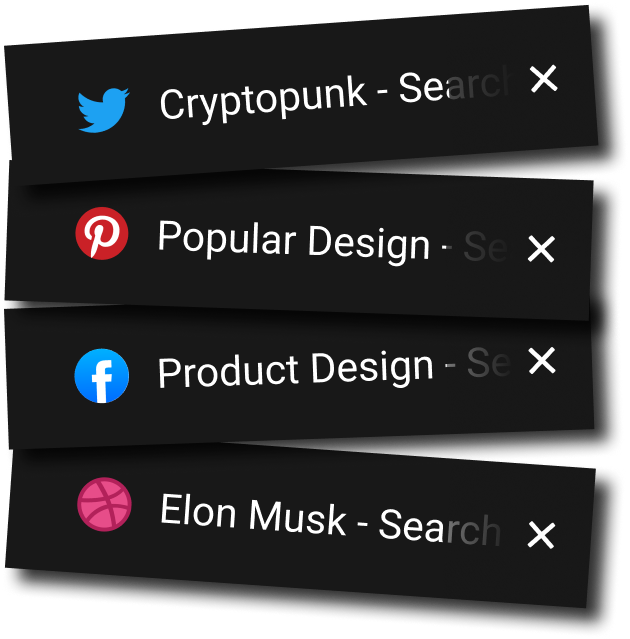 Cryptopunk - Search
Popular Design - Se
Product Design - Se
Elon Musk - Search